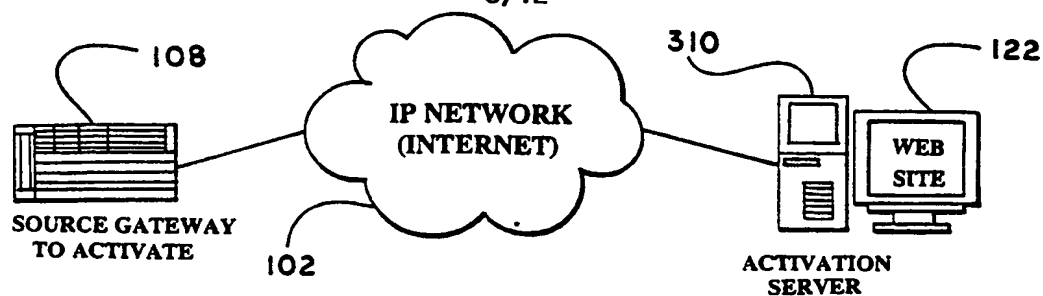 108
310
122
IP NETWORK
(INTERNET)
WEB
SITE
SOURCE GATEWAY
TO ACTIVATE
102
ACTIVATION
SERVER